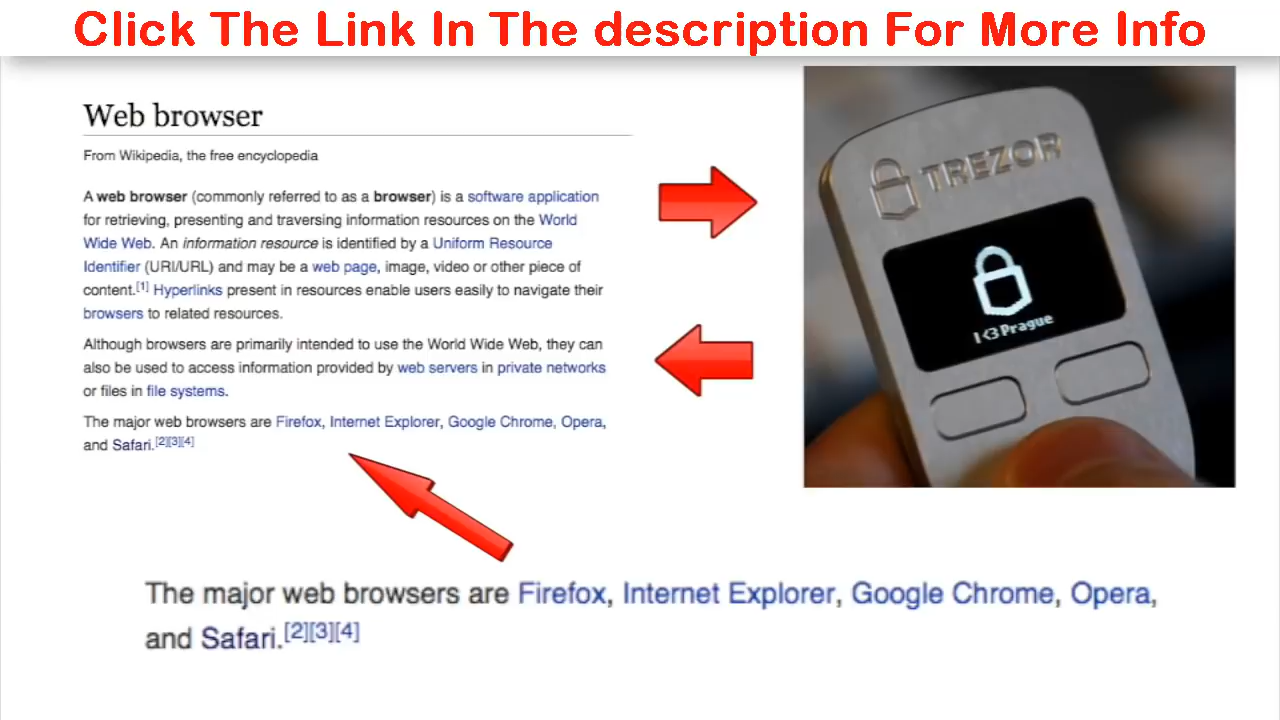 Click The Link In The description For More Info
Web browser
From Wikipedia, the free encyclopedia
A web browser (commonly referred to as a browser) is a software application
for retrieving, presenting and traversing information resources on the World
Wide Web. An information resource is identified by a Uniform Resource
Identifier (URI/URL) and may be a web page, image, video or other piece of
content.[1] Hyperlinks present in resources enable users easily to navigate their
browsers to related resources.
Although browsers are primarily intended to use the World Wide Web, they can
also be used to access information provided by web servers in private networks
or files in file systems.
The major web browsers are Firefox, Internet Explorer, Google Chrome, Opera,
and Safari.[2][3][4]
TREZOR
I <3 Prague
The major web browsers are Firefox, Internet Explorer, Google Chrome, Opera,
and Safari.[2][3][4]